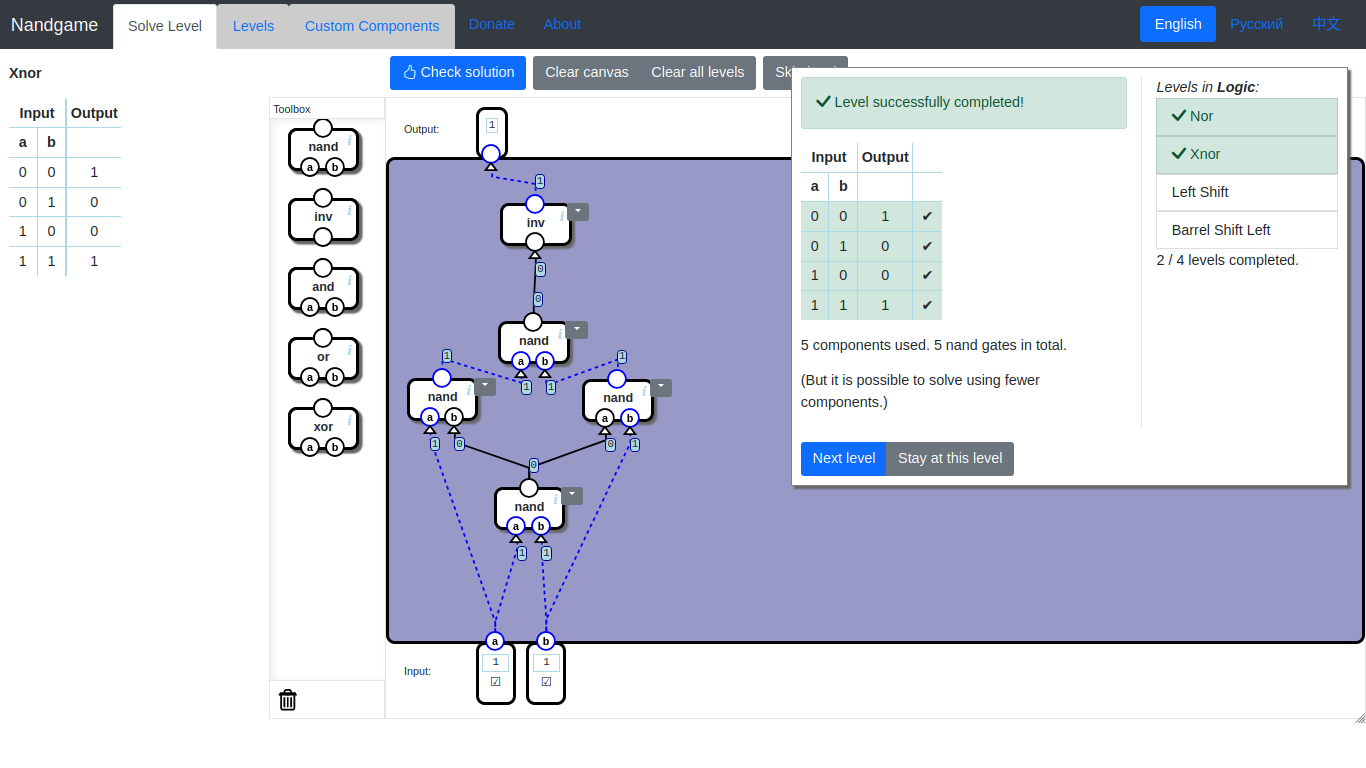 Nandgame Solve Level Levels Custom Components Donate About English Русский 中文
Xnor
Input Output
a b
0 0 1
0 1 0
1 0 0
1 1 1
Check solution Clear canvas Clear all levels
Toolbox
nand
a b
inv
and
a b
or
a b
xor
a b
Output:
1
1
inv
0
0
nand
a b
1 1
1 1
nand
a b
nand
a b
1 0
0 1
0
nand
a b
1 1
a b
Input:
1 1
Level successfully completed!
Input Output
a b
0 0 1 ✔
0 1 0 ✔
1 0 0 ✔
1 1 1 ✔
5 components used. 5 nand gates in total.
(But it is possible to solve using fewer
components.)
Next level Stay at this level
Levels in Logic:
Nor
Xnor
Left Shift
Barrel Shift Left
2 / 4 levels completed.